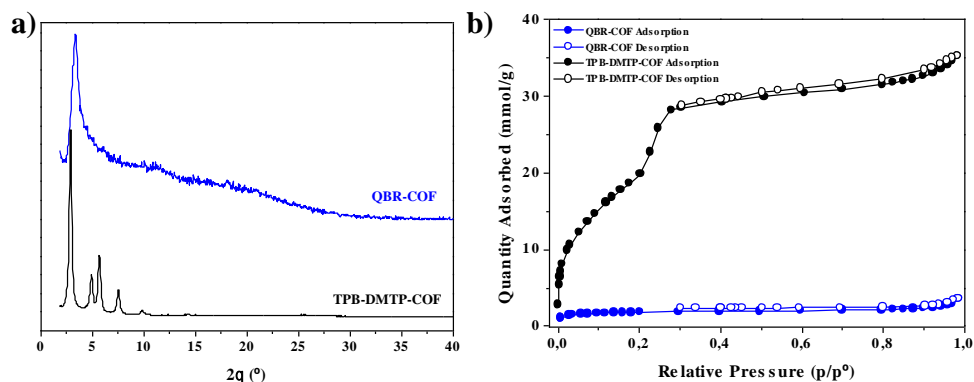 a)
QBR-COF
TPB-DMTP-COF
0 5 10 15 20 25 30 35 40
2q (º)
b)
QBR-COF Adsorption
QBR-COF Desorption
TPB-DMTP-COF Adsorption
TPB-DMTP-COF Desorption
Quantity Adsorbed (mmol/g)
40
30
20
10
0
0,0 0,2 0,4 0,6 0,8 1,0
Relative Pressure (p/pº)